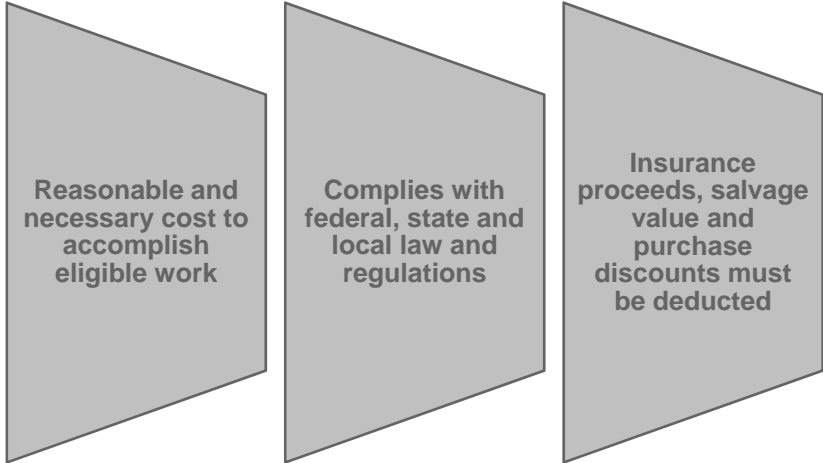 Reasonable and
necessary cost to
accomplish
eligible work
Complies with
federal, state and
local law and
regulations
Insurance
proceeds, salvage
value and
purchase
discounts must
be deducted